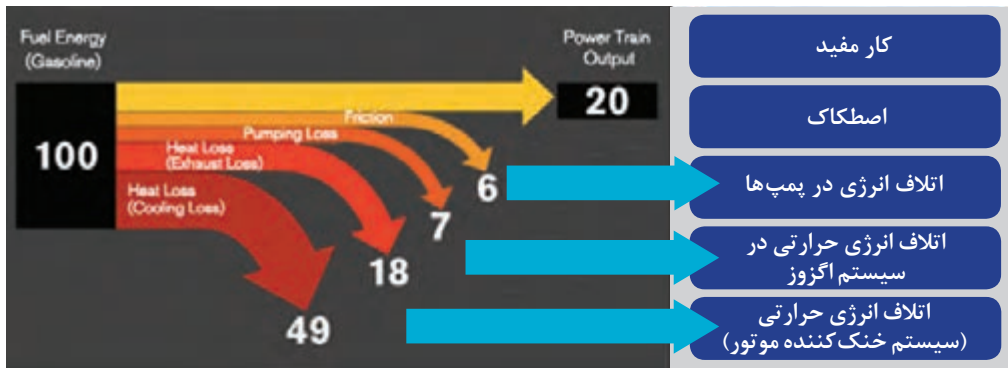 Fuel Energy
(Gasoline)
100
Power Train
Output
20
Friction
6
Pumping Loss
7
Heat Loss
(Exhaust Loss)
18
Heat Loss
(Cooling Loss)
49
کار مفید
اصطکاک
اتلاف انرژی در پمپ‌ها
اتلاف انرژی حرارتی در
سیستم اگزوز
اتلاف انرژی حرارتی
(سیستم خنک‌کننده موتور)